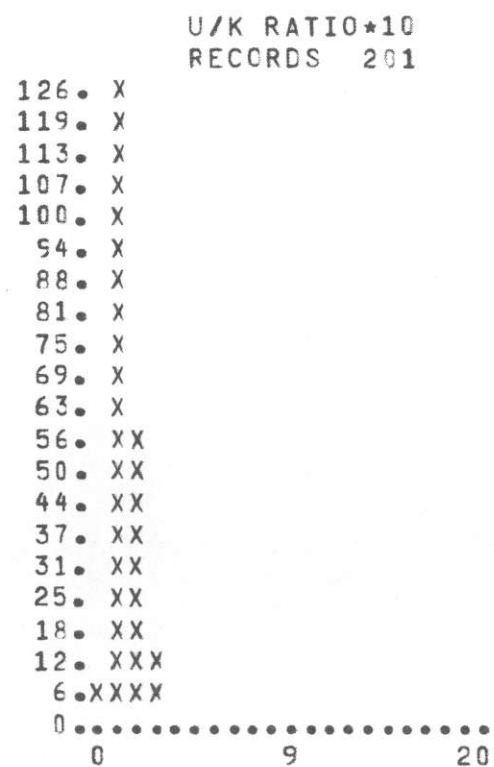 U/K RATIO*10
RECORDS 201
126. X
119. X
113. X
107. X
100. X
94. X
88. X
81. X
75. X
69. X
63. X
56. XX
50. XX
44. XX
37. XX
31. XX
25. XX
18. XX
12. XXX
6.XXXX
0....................
0 9 20